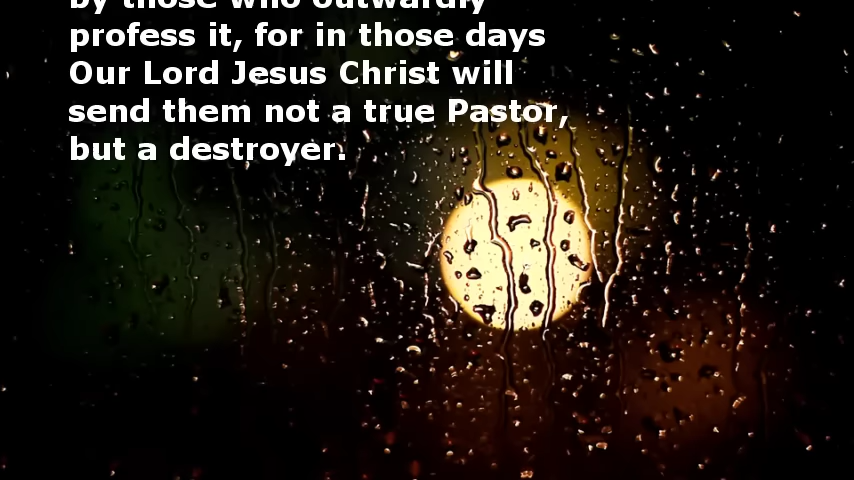 by those who outwardly
profess it, for in those days
Our Lord Jesus Christ will
send them not a true Pastor,
but a destroyer.